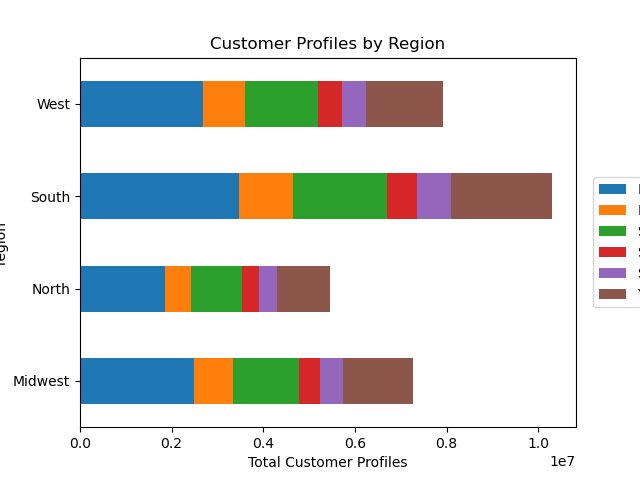 Customer Profiles by Region
West
South
North
Midwest
region
0.0 0.2 0.4 0.6 0.8 1.0
1e7
Total Customer Profiles